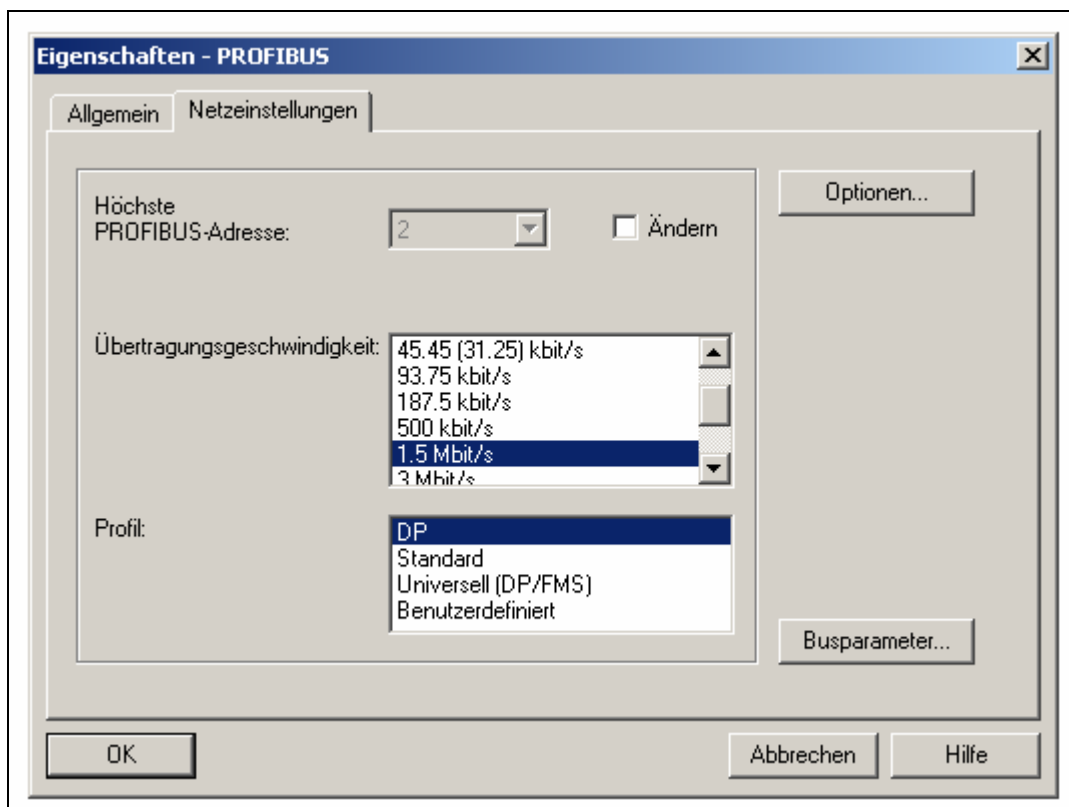 Eigenschaften - PROFIBUS
Allgemein
Netzeinstellungen
Höchste
PROFIBUS-Adresse:
2
Ändern
Optionen...
Übertragungsgeschwindigkeit:
45.45 (31.25) kbit/s
93.75 kbit/s
187.5 kbit/s
500 kbit/s
1.5 Mbit/s
3 Mbit/s
Profil:
DP
Standard
Universell (DP/FMS)
Benutzerdefiniert
Busparameter...
OK
Abbrechen
Hilfe